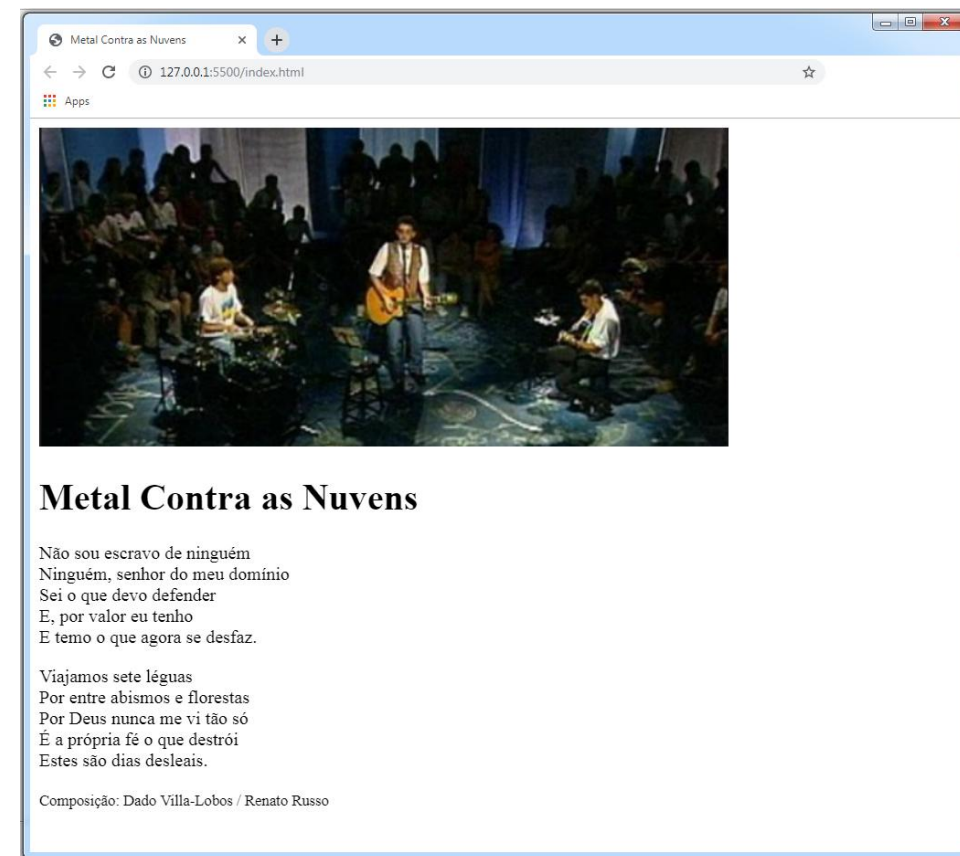 Metal Contra as Nuvens
127.0.0.1:5500/index.html
Apps
Metal Contra as Nuvens
Não sou escravo de ninguém
Ninguém, senhor do meu domínio
Sei o que devo defender
E, por valor eu tenho
E temo o que agora se desfaz.
Viajamos sete léguas
Por entre abismos e florestas
Por Deus nunca me vi tão só
É a própria fé o que destrói
Estes são dias desleais.
Composição: Dado Villa-Lobos / Renato Russo